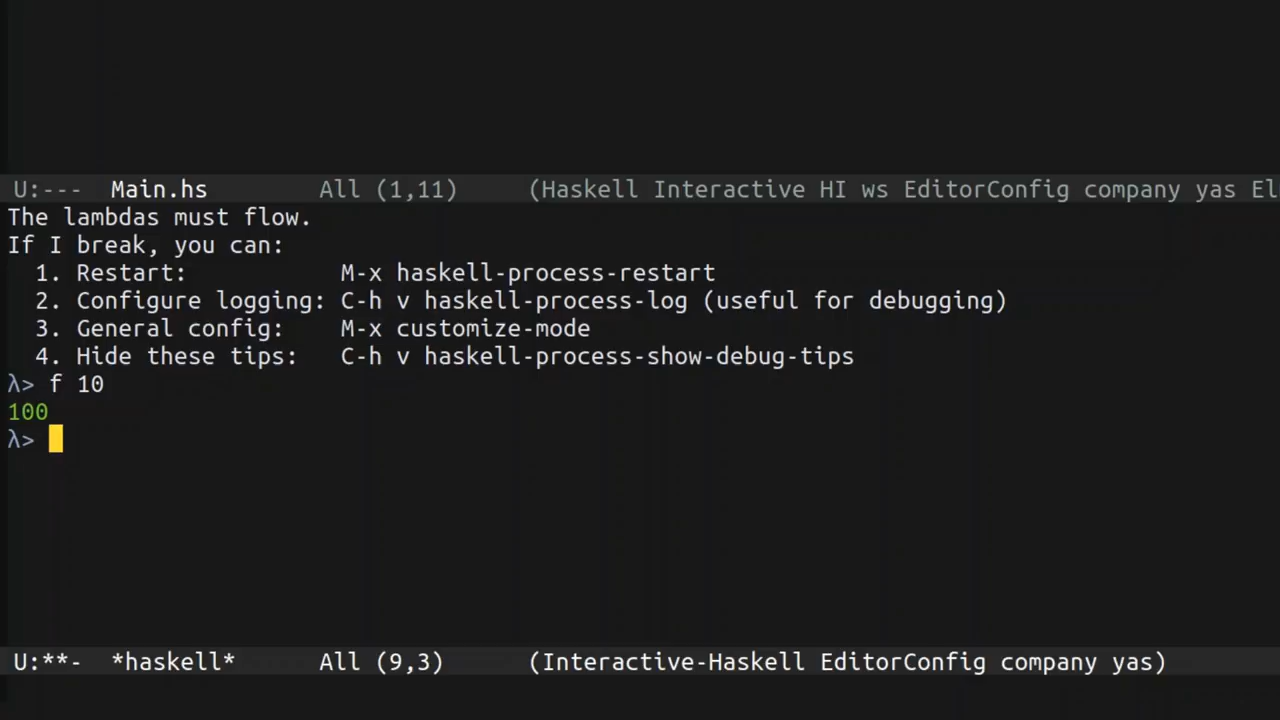 U:--- Main.hs All (1,11) (Haskell Interactive HI ws EditorConfig company yas El
The lambdas must flow.
If I break, you can:
1. Restart: M-x haskell-process-restart
2. Configure logging: C-h v haskell-process-log (useful for debugging)
3. General config: M-x customize-mode
4. Hide these tips: C-h v haskell-process-show-debug-tips
λ> f 10
100
λ>
U:**- *haskell* All (9,3) (Interactive-Haskell EditorConfig company yas)